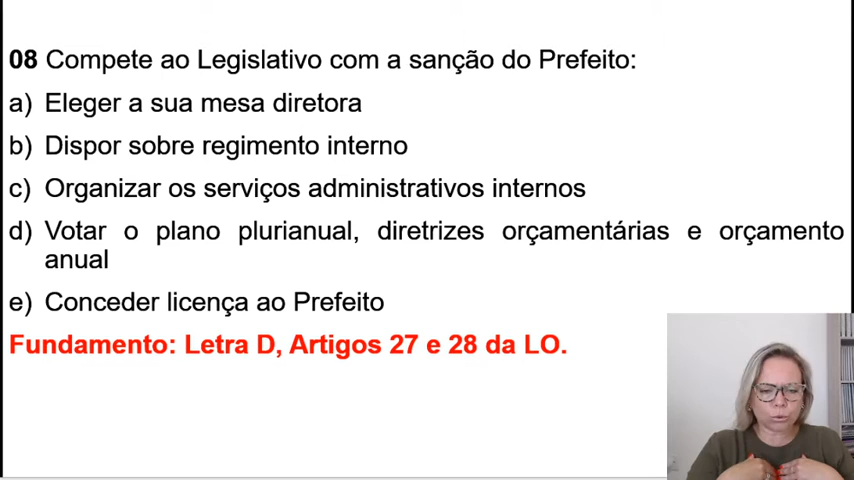 08 Compete ao Legislativo com a sanção do Prefeito:
a) Eleger a sua mesa diretora
b) Dispor sobre regimento interno
c) Organizar os serviços administrativos internos
d) Votar o plano plurianual, diretrizes orçamentárias e orçamento
anual
e) Conceder licença ao Prefeito
Fundamento: Letra D, Artigos 27 e 28 da LO.